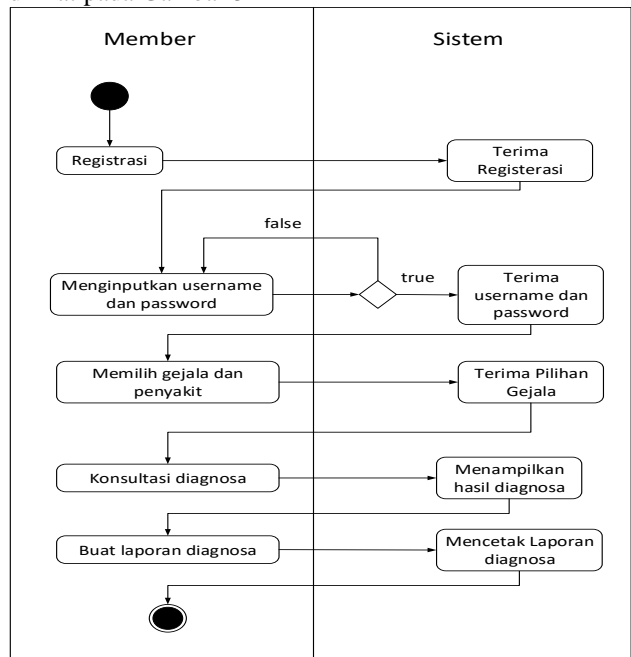 Member
Sistem
Registrasi
Terima
Registerasi
false
true
Menginputkan username
dan password
Terima
username dan
password
Memilih gejala dan
penyakit
Terima Pilihan
Gejala
Konsultasi diagnosa
Menampilkan
hasil diagnosa
Buat laporan diagnosa
Mencetak Laporan
diagnosa